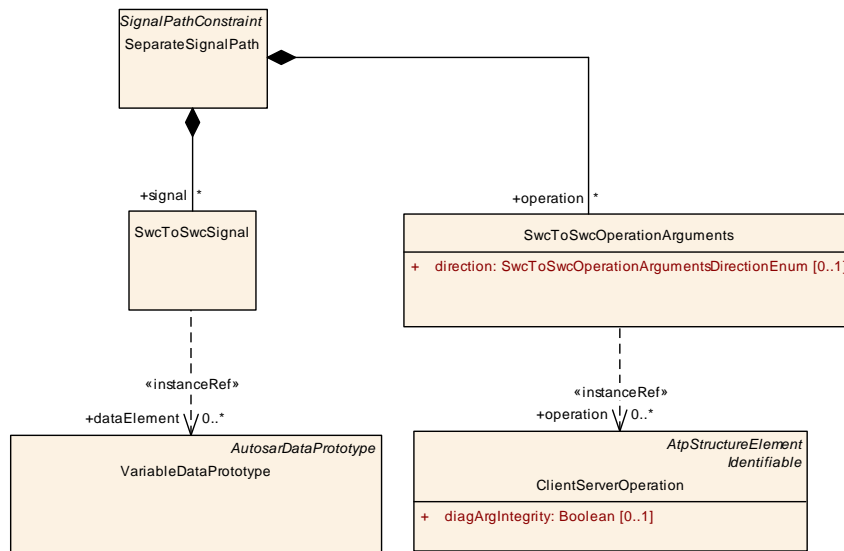 SignalPathConstraint
SeparateSignalPath
+signal *
+operation *
SwcToSwcSignal
SwcToSwcOperationArguments
+ direction: SwcToSwcOperationArgumentsDirectionEnum [0..1]
«instanceRef»
«instanceRef»
+dataElement 0..*
+operation 0..*
AutosarDataPrototype
VariableDataPrototype
AtpStructureElement
Identifiable
ClientServerOperation
+ diagArgIntegrity: Boolean [0..1]